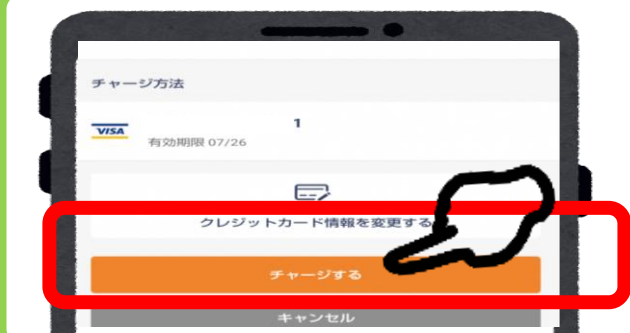 チャージ方法
VISA
1
有効期限 07/26
クレジットカード情報を変更する
チャージする
キャンセル